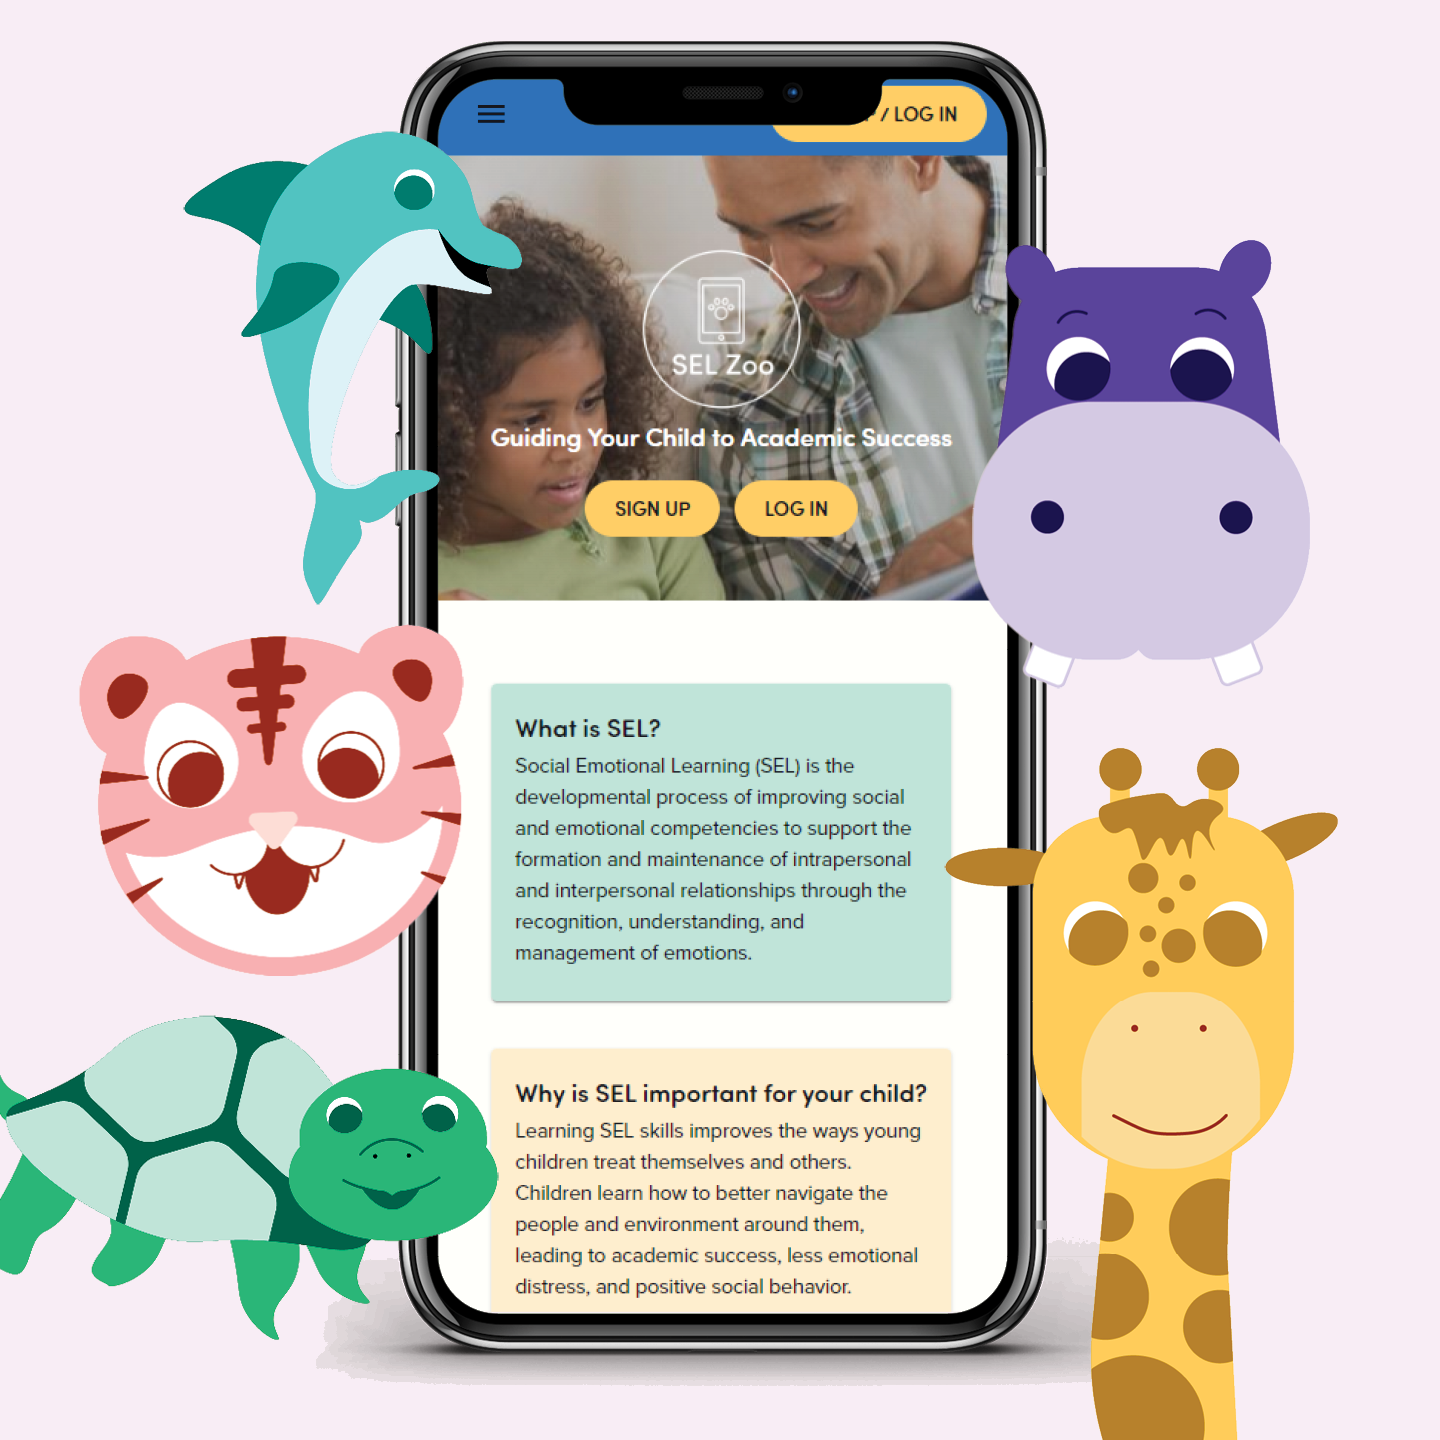 / LOG IN
SEL Zoo
Guiding Your Child to Academic Success
SIGN UP
LOG IN
What is SEL?
Social Emotional Learning (SEL) is the
developmental process of improving social
and emotional competencies to support the
formation and maintenance of intrapersonal
and interpersonal relationships through the
recognition, understanding, and
management of emotions.
Why is SEL important for your child?
Learning SEL skills improves the ways young
children treat themselves and others.
Children learn how to better navigate the
people and environment around them,
leading to academic success, less emotional
distress, and positive social behavior.